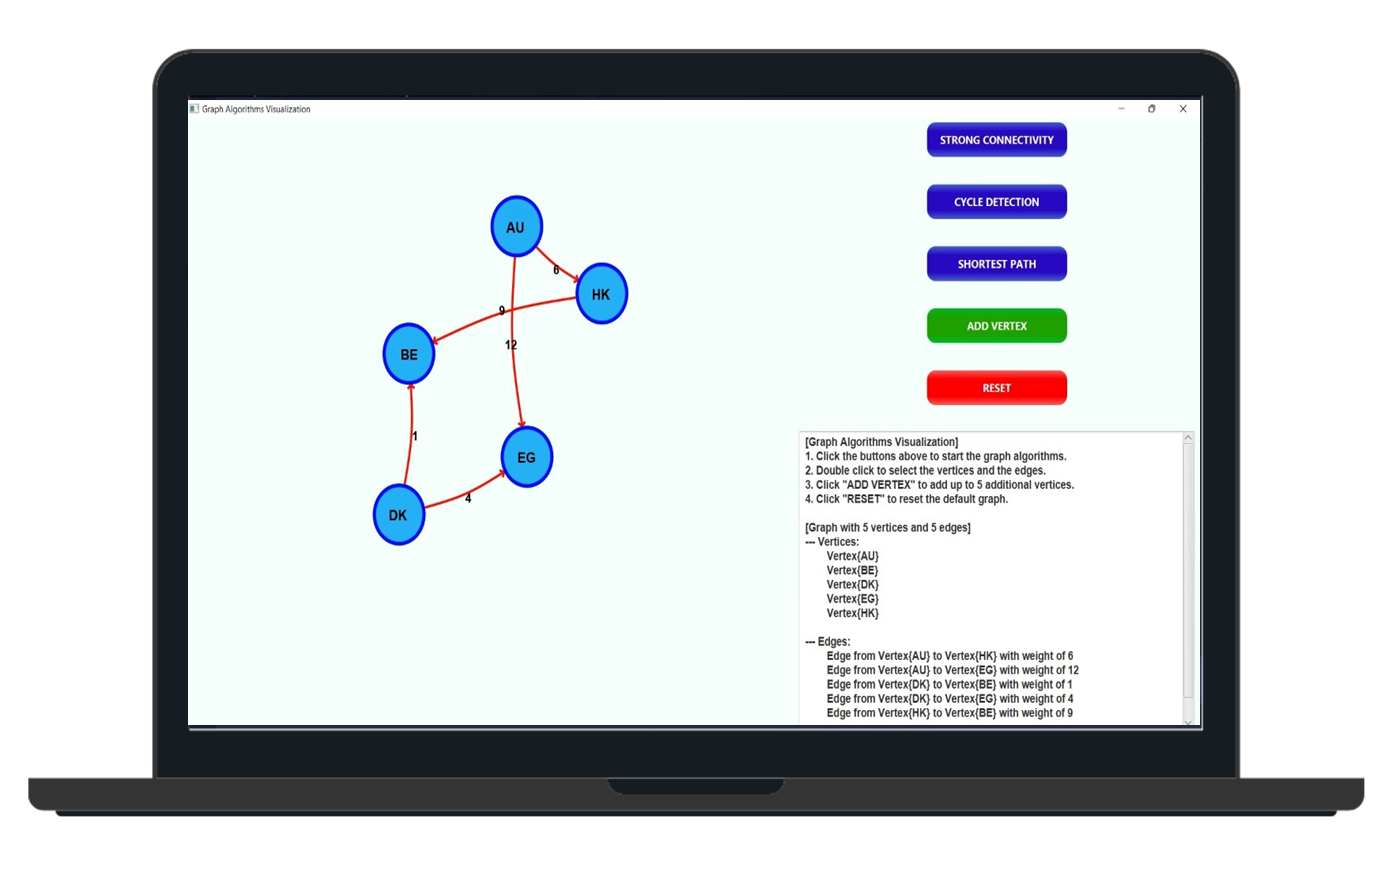 Graph Algorithms Visualization
STRONG CONNECTIVITY
CYCLE DETECTION
SHORTEST PATH
ADD VERTEX
RESET
AU
6
HK
9
12
BE
1
EG
4
DK
[Graph Algorithms Visualization]
1. Click the buttons above to start the graph algorithms.
2. Double click to select the vertices and the edges.
3. Click "ADD VERTEX" to add up to 5 additional vertices.
4. Click "RESET" to reset the default graph.
[Graph with 5 vertices and 5 edges]
--- Vertices:
Vertex{AU}
Vertex{BE}
Vertex{DK}
Vertex{EG}
Vertex{HK}
--- Edges:
Edge from Vertex{AU} to Vertex{HK} with weight of 6
Edge from Vertex{AU} to Vertex{EG} with weight of 12
Edge from Vertex{DK} to Vertex{BE} with weight of 1
Edge from Vertex{DK} to Vertex{EG} with weight of 4
Edge from Vertex{HK} to Vertex{BE} with weight of 9